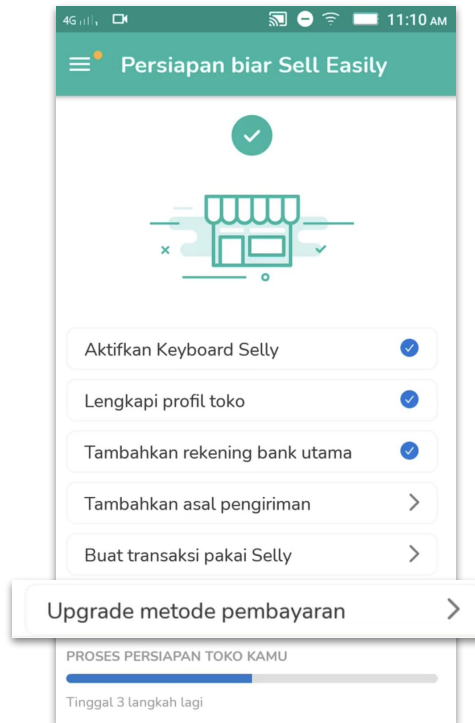 4G 11:10 AM
Persiapan biar Sell Easily
Aktifkan Keyboard Selly
Lengkapi profil toko
Tambahkan rekening bank utama
Tambahkan asal pengiriman
Buat transaksi pakai Selly
Upgrade metode pembayaran
PROSES PERSIAPAN TOKO KAMU
Tinggal 3 langkah lagi